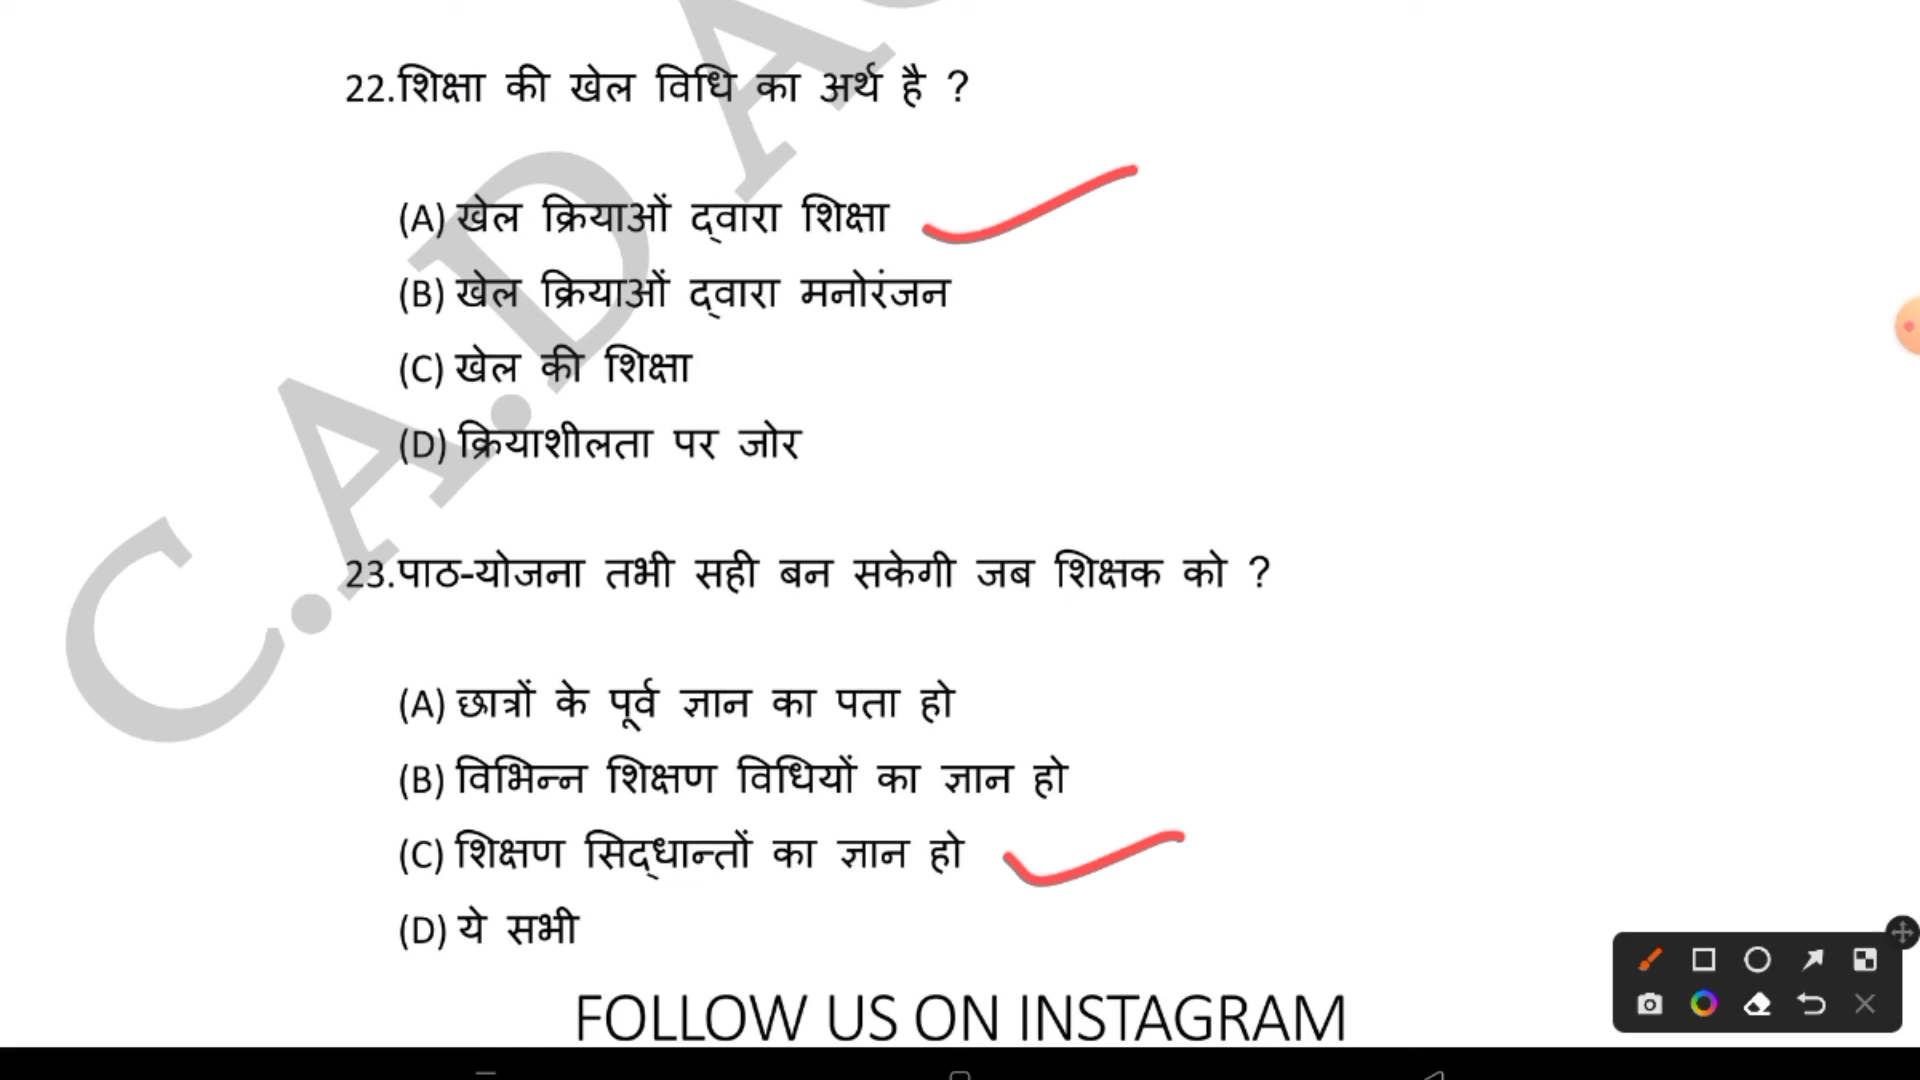 22.शिक्षा की खेल विधि का अर्थ है ?
(A) खेल क्रियाओं द्वारा शिक्षा
(B) खेल क्रियाओं द्वारा मनोरंजन
(C) खेल की शिक्षा
(D) क्रियाशीलता पर जोर
23.पाठ-योजना तभी सही बन सकेगी जब शिक्षक को ?
(A) छात्रों के पूर्व ज्ञान का पता हो
(B) विभिन्न शिक्षण विधियों का ज्ञान हो
(C) शिक्षण सिद्धान्तों का ज्ञान हो
(D) ये सभी
FOLLOW US ON INSTAGRAM